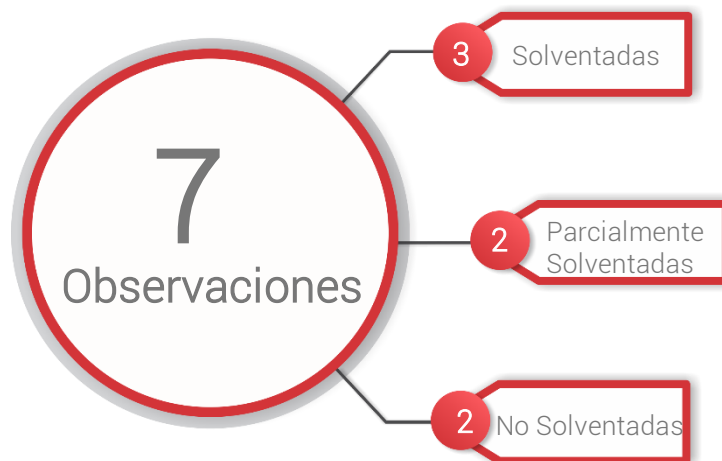 7
Observaciones
3
Solventadas
2
Parcialmente
Solventadas
2
No Solventadas